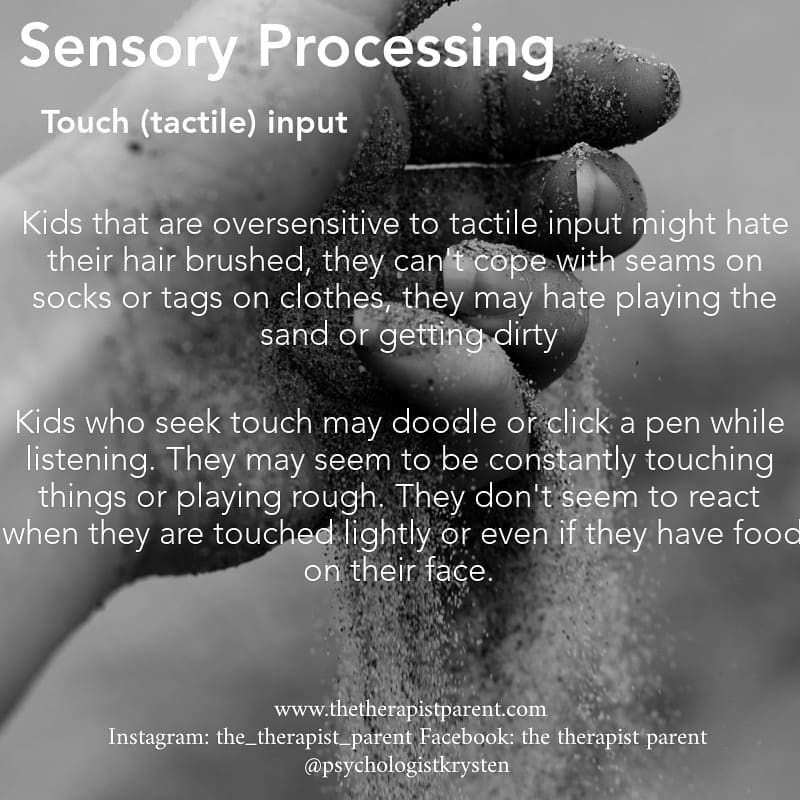 Sensory Processing
Touch (tactile) input
Kids that are oversensitive to tactile input might hate
their hair brushed, they can't cope with seams on
socks or tags on clothes, they may hate playing the
sand or getting dirty
Kids who seek touch may doodle or click a pen while
listening. They may seem to be constantly touching
things or playing rough. They don't seem to react
when they are touched lightly or even if they have food
on their face.
www.thetherapistparent.com
Instagram: the_therapist_parent Facebook: the therapist parent
@psychologistkrysten